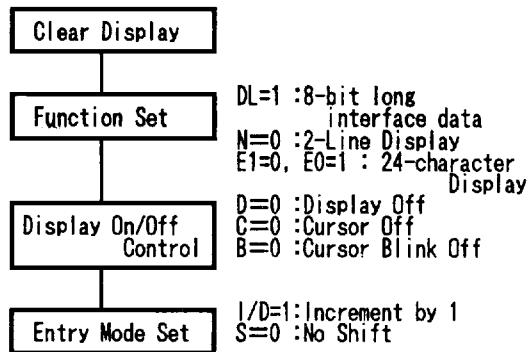 Clear Display
Function Set
DL=1 :8-bit long
interface data
N=0 :2-Line Display
E1=0, E0=1 : 24-character
Display
Display On/Off
Control
D=0 :Display Off
C=0 :Cursor Off
B=0 :Cursor Blink Off
Entry Mode Set
I/D=1:Increment by 1
S=0 :No Shift